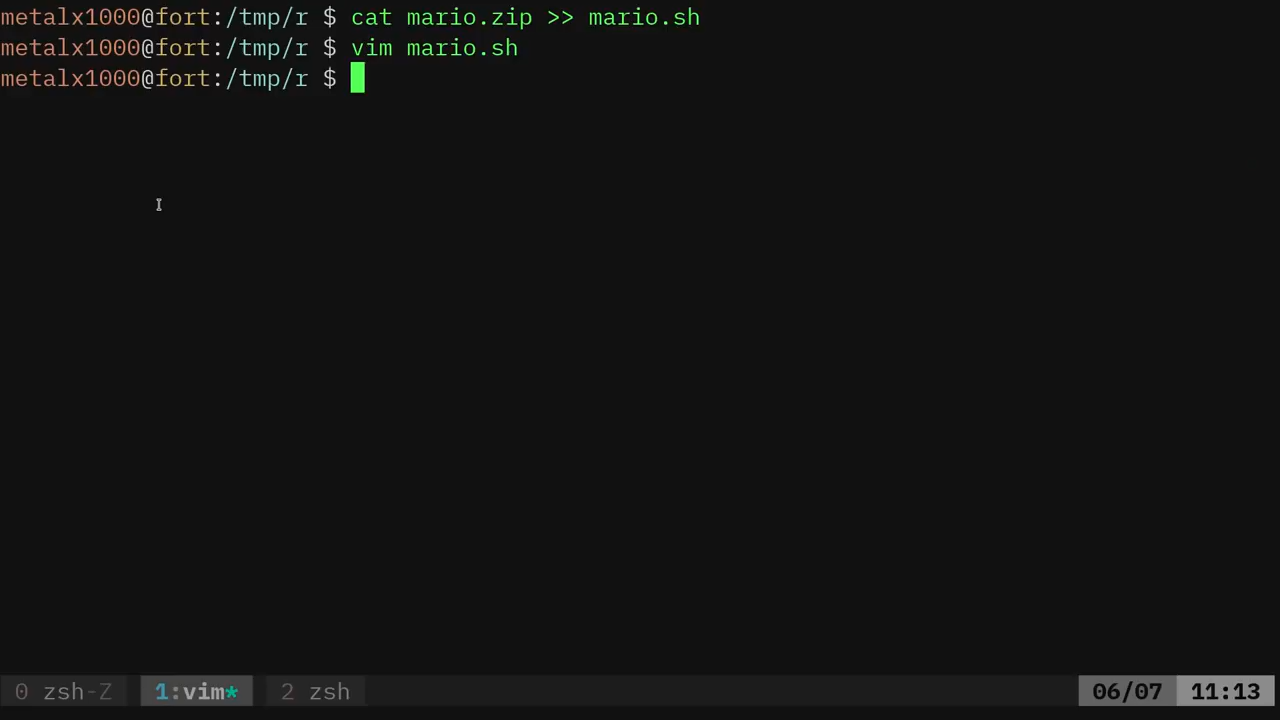 metalx1000@fort:/tmp/r $ cat mario.zip >> mario.sh
metalx1000@fort:/tmp/r $ vim mario.sh
metalx1000@fort:/tmp/r $
0 zsh-Z 1:vim* 2 zsh 06/07 11:13